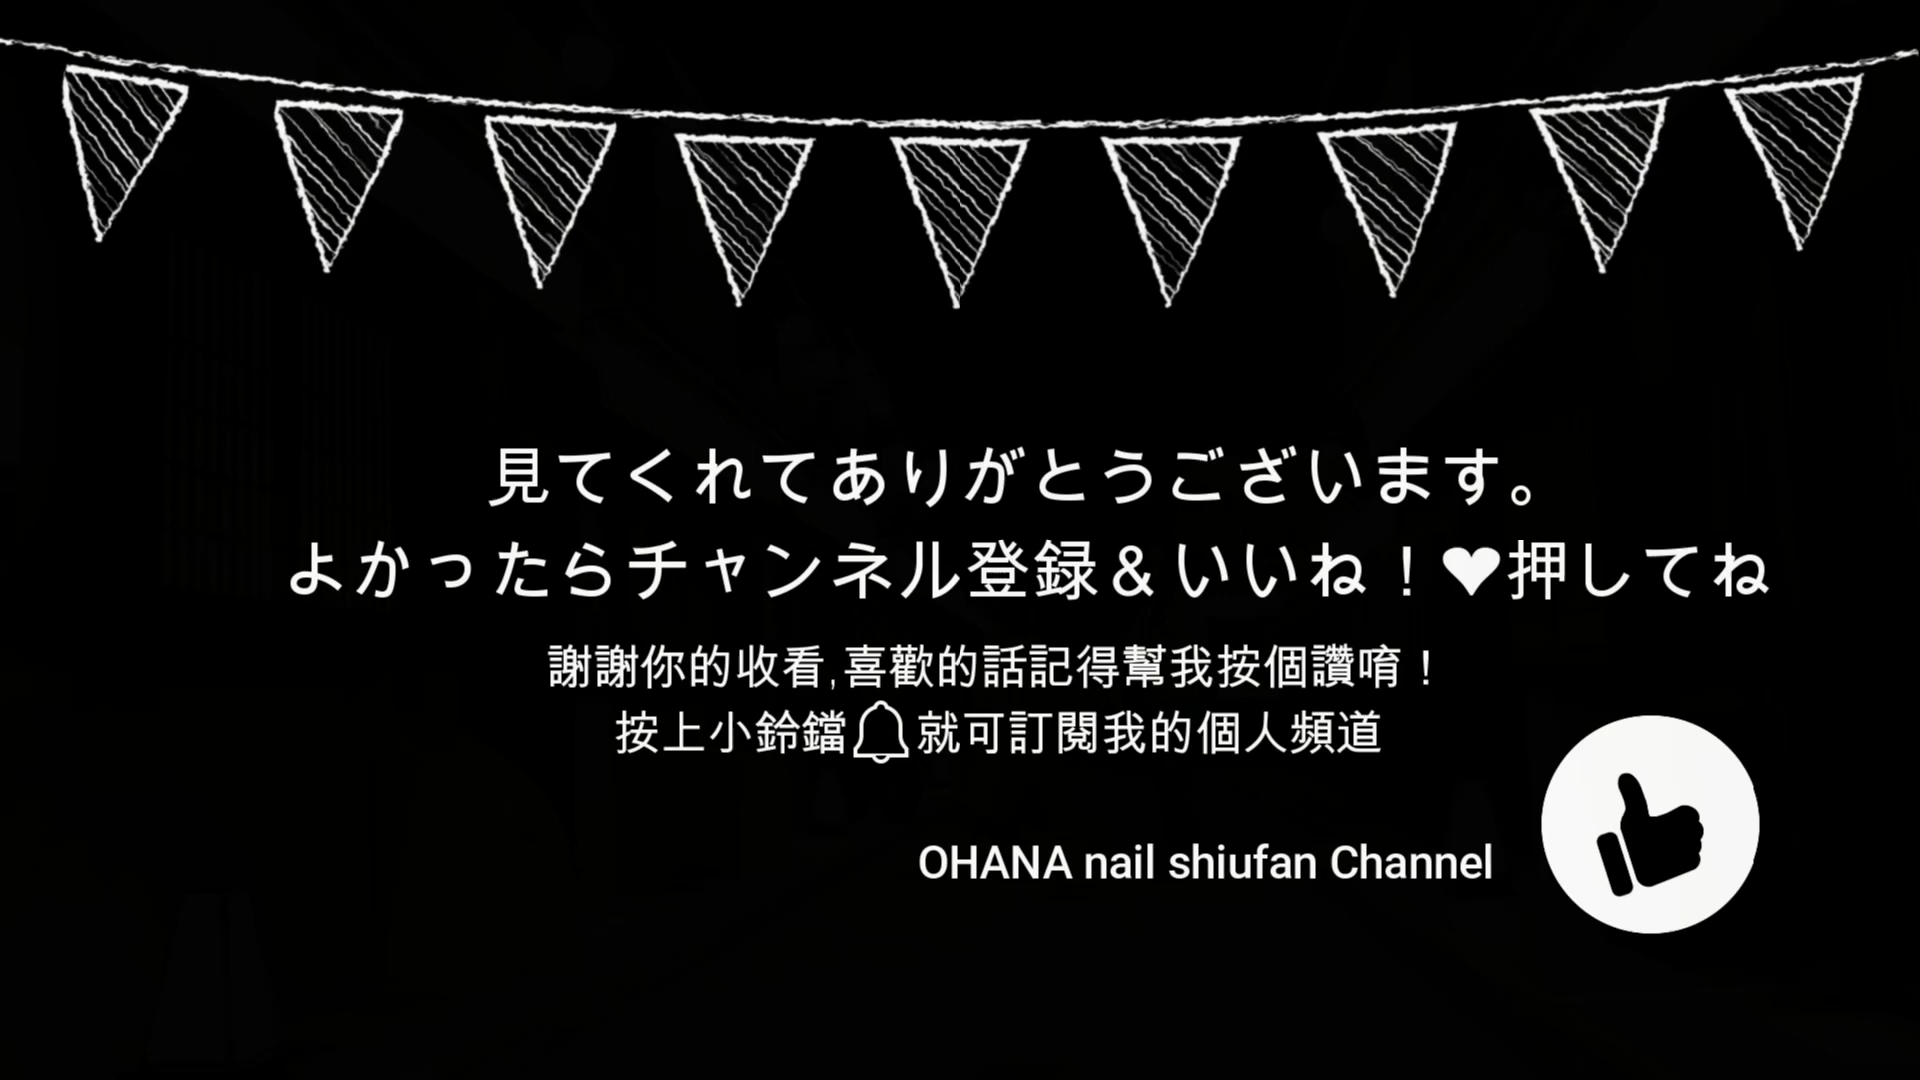 見てくれてありがとうございます。
よかったらチャンネル登録＆いいね！♥押してね
謝謝你的收看,喜歡的話記得幫我按個讚唷！
按上小鈴鐺🔔就可訂閱我的個人頻道
OHANA nail shiufan Channel